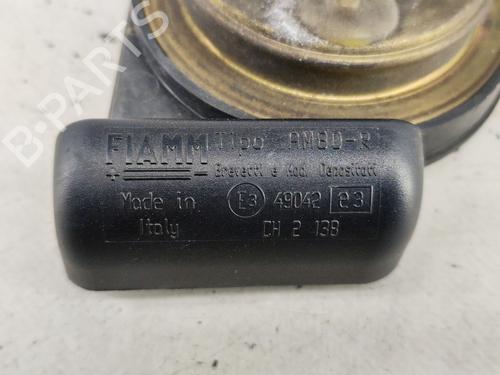 FIAMM Tipo AM80-R
Brevetti e Mod. Depositati
Made in Italy
E3 49042 e3
CH 2 138
B-Parts